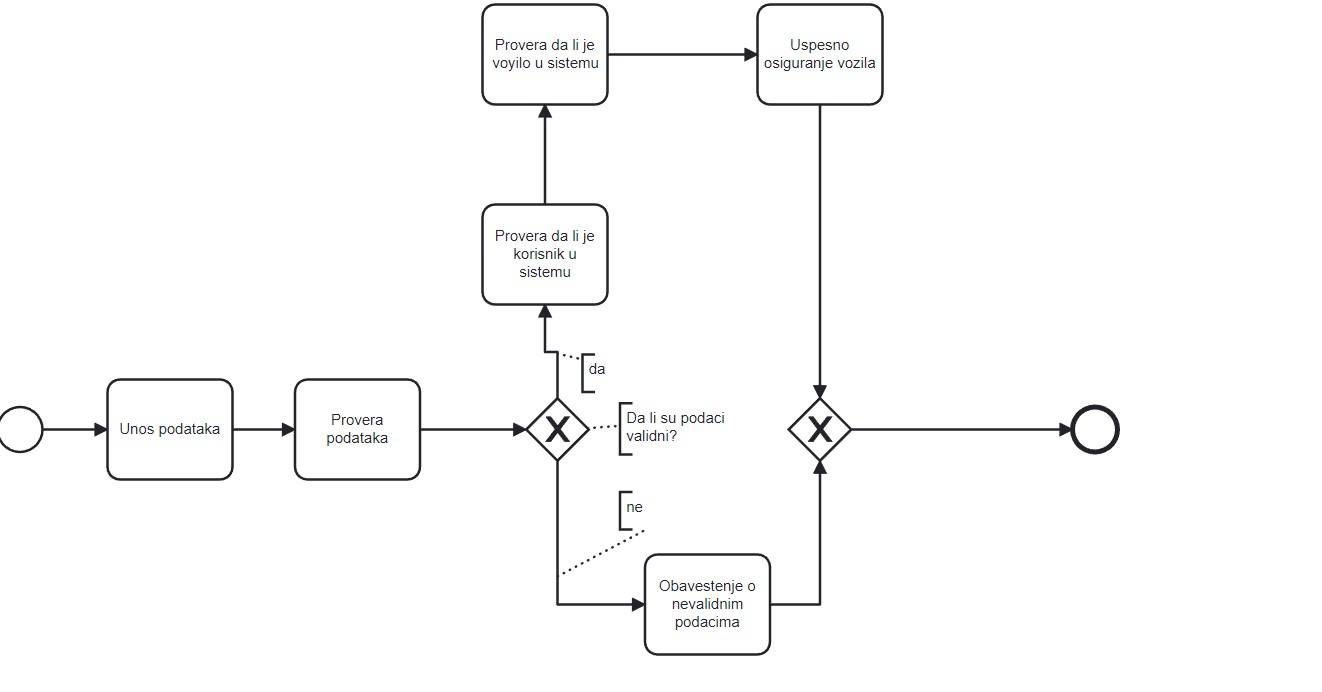 Provera da li je
voyilo u sistemu
Uspesno
osiguranje vozila
Provera da li je
korisnik u
sistemu
da
Unos podataka
Provera
podataka
X
Da li su podaci
validni?
X
ne
Obavestenje o
nevalidnim
podacima